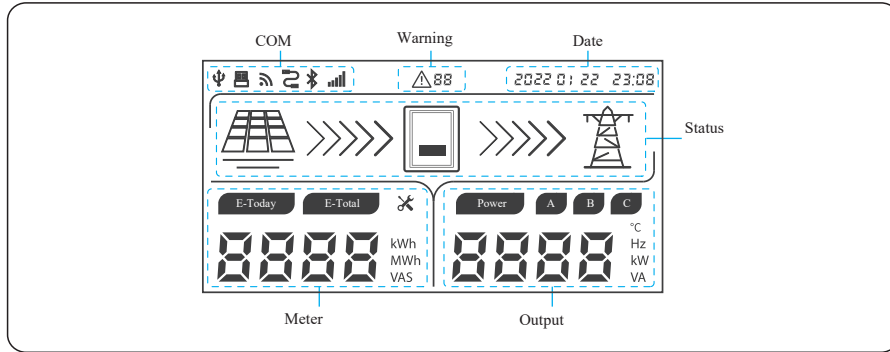 COM Warning Date
88 2022 01 22 23:08
Status
E-Today E-Total Power A B C
°C
8888 kWh 8888 Hz
MWh kW
VAS VA
Meter Output